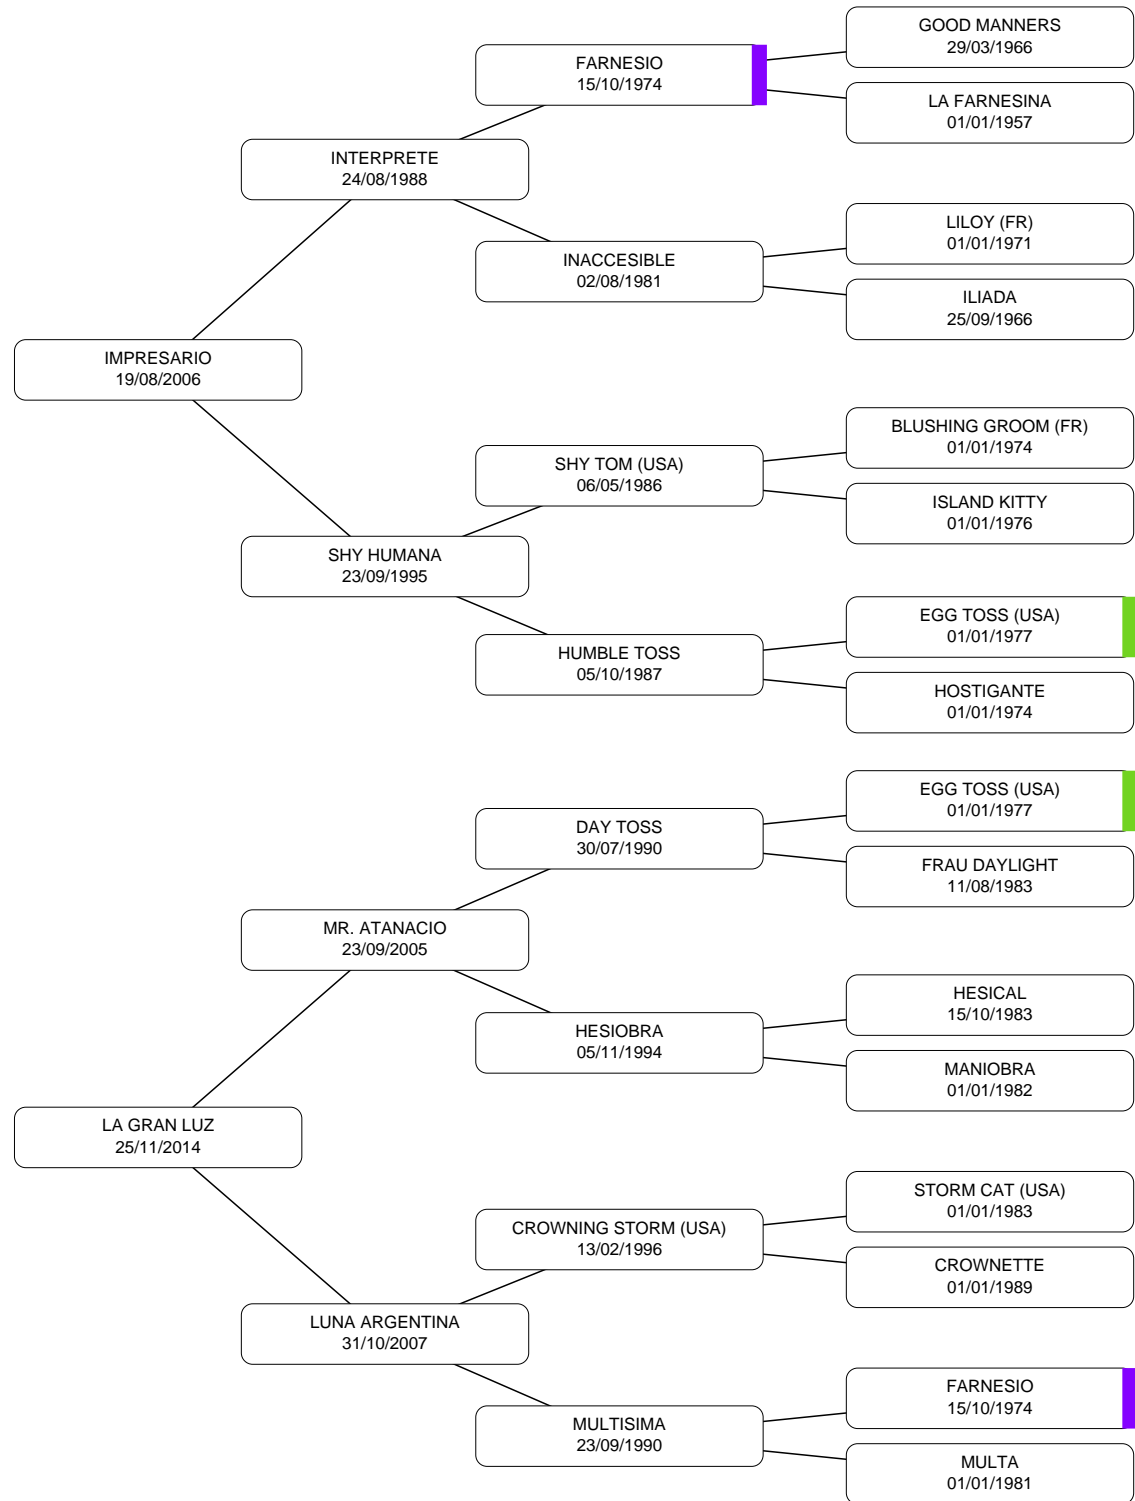 GOOD MANNERS
29/03/1966
FARNESIO
15/10/1974
LA FARNESINA
01/01/1957
INTERPRETE
24/08/1988
LILOY (FR)
01/01/1971
INACCESIBLE
02/08/1981
ILIADA
25/09/1966
IMPRESARIO
19/08/2006
BLUSHING GROOM (FR)
01/01/1974
SHY TOM (USA)
06/05/1986
ISLAND KITTY
01/01/1976
SHY HUMANA
23/09/1995
EGG TOSS (USA)
01/01/1977
HUMBLE TOSS
05/10/1987
HOSTIGANTE
01/01/1974
EGG TOSS (USA)
01/01/1977
DAY TOSS
30/07/1990
FRAU DAYLIGHT
11/08/1983
MR. ATANACIO
23/09/2005
HESICAL
15/10/1983
HESIOBRA
05/11/1994
MANIOBRA
01/01/1982
LA GRAN LUZ
25/11/2014
STORM CAT (USA)
01/01/1983
CROWNING STORM (USA)
13/02/1996
CROWNETTE
01/01/1989
LUNA ARGENTINA
31/10/2007
FARNESIO
15/10/1974
MULTISIMA
23/09/1990
MULTA
01/01/1981